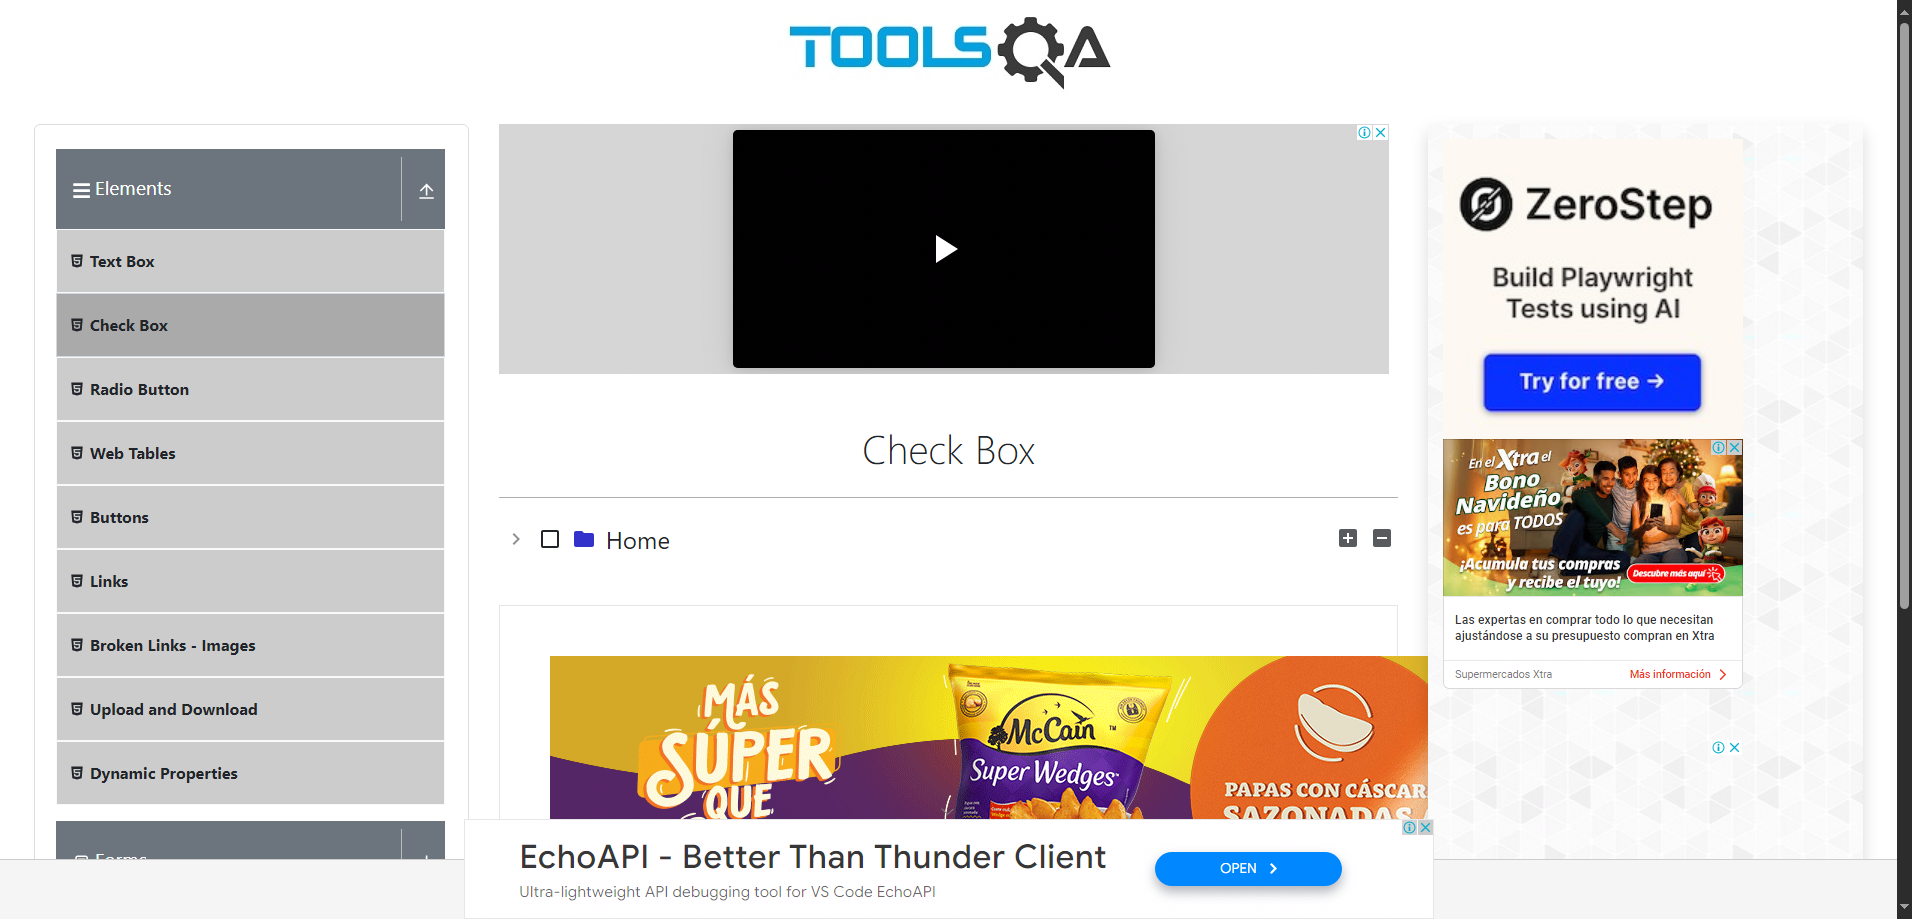 TOOLSQA
Elements
Text Box
Check Box
Radio Button
Web Tables
Buttons
Links
Broken Links - Images
Upload and Download
Dynamic Properties
Forms
Check Box
Home
MÁS
SÚPER
QUE
McCain™
Super Wedges
PAPAS CON CÁSCAR
SAZONADAS
EchoAPI - Better Than Thunder Client
Ultra-lightweight API debugging tool for VS Code EchoAPI
OPEN
ZeroStep
Build Playwright
Tests using AI
Try for free →
En el Xtra el
Bono
Navideño
es para TODOS
¡Acumula tus compras
y recibe el tuyo!
Descubre más aquí
Las expertas en comprar todo lo que necesitan
ajustándose a su presupuesto compran en Xtra
Supermercados Xtra
Más información